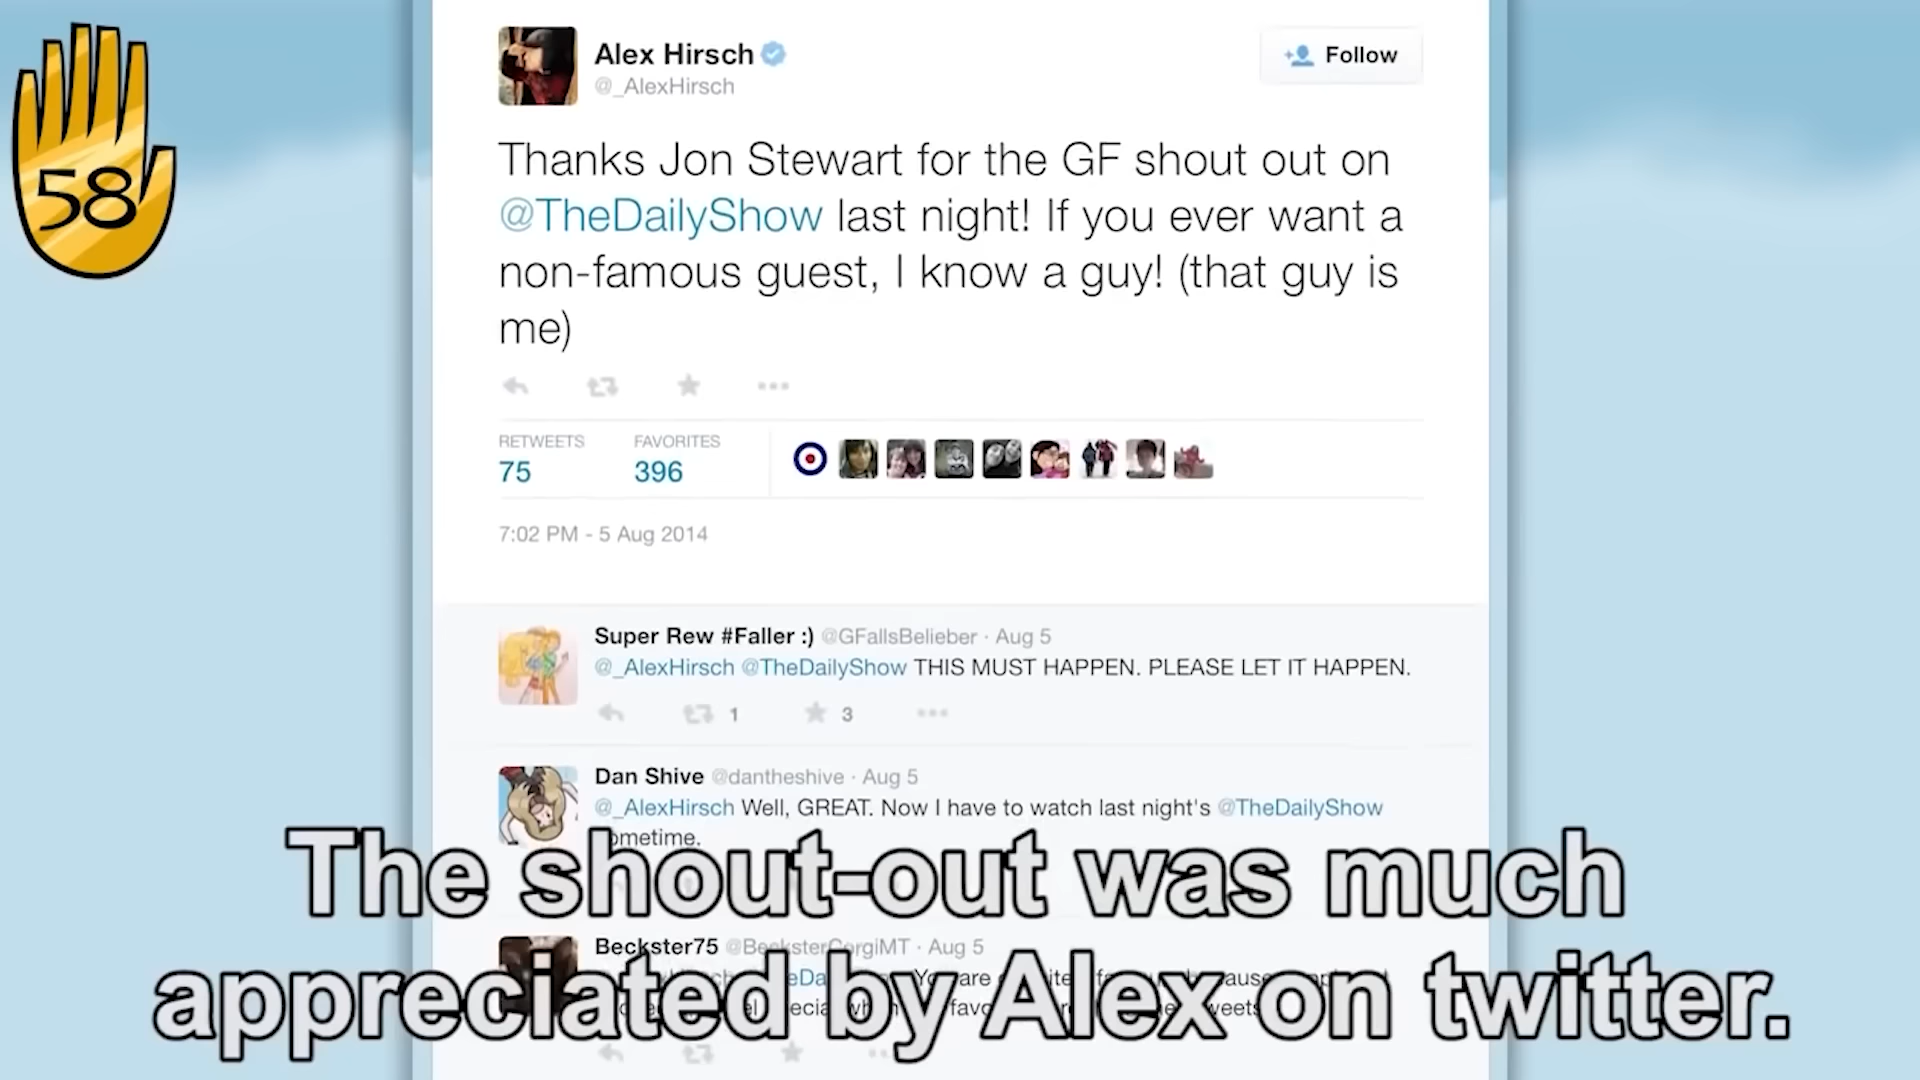 58
Alex Hirsch
@_AlexHirsch
Follow
Thanks Jon Stewart for the GF shout out on
@TheDailyShow last night! If you ever want a
non-famous guest, I know a guy! (that guy is
me)
RETWEETS FAVORITES
75 396
7:02 PM - 5 Aug 2014
Super Rew #Faller :) @GFallsBelieber · Aug 5
@_AlexHirsch @TheDailyShow THIS MUST HAPPEN. PLEASE LET IT HAPPEN.
1 3
Dan Shive @dantheshive · Aug 5
@_AlexHirsch Well, GREAT. Now I have to watch last night's @TheDailyShow
sometime.
The shout-out was much
Beckster75 @BecksterCorgiMT · Aug 5
appreciated by Alex on twitter.